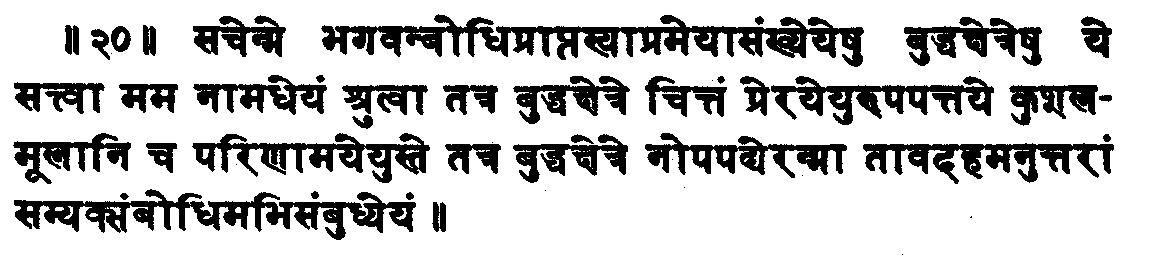 ॥ २० ॥ सचेन्मे भगवन्बोधिप्राप्तस्याप्रमेयासंख्येयेषु बुद्धक्षेत्रेषु ये
सत्त्वा मम नामधेयं श्रुत्वा तत्र बुद्धक्षेत्रे चित्तं प्रेरयेयुरुपपत्तये कुशल-
मूलानि च परिणामयेयुस्ते तत्र बुद्धक्षेत्रे नोपपद्येरन्मा तावदहमनुत्तरां
सम्यक्संबोधिमभिसंबुध्येयं ॥